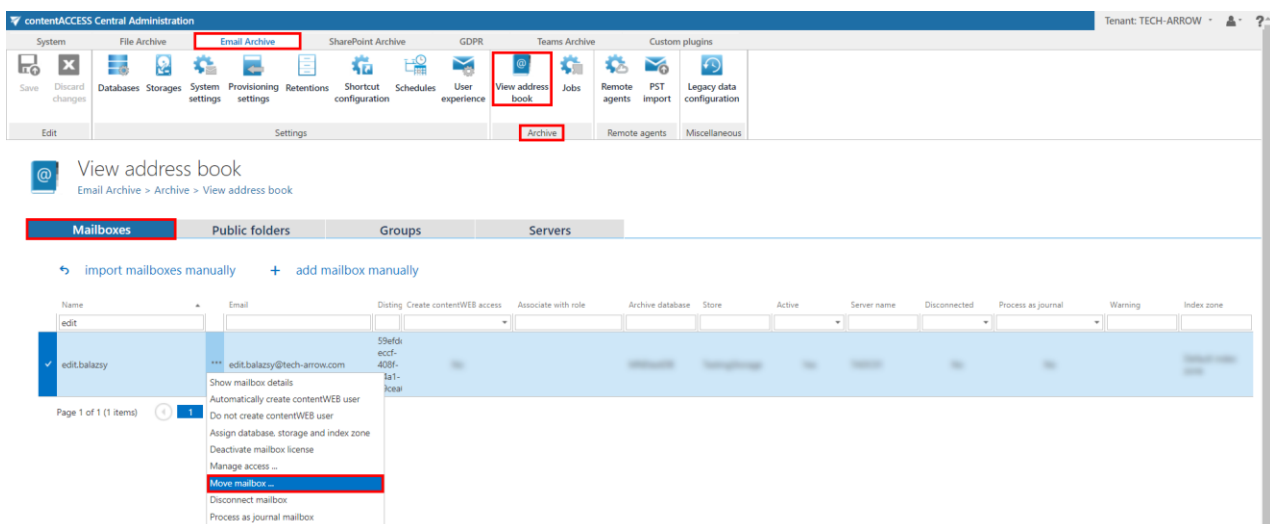 contentACCESS Central Administration
Tenant: TECH-ARROW
?
System File Archive Email Archive SharePoint Archive GDPR Teams Archive Custom plugins
Save Discard changes Databases Storages System settings Provisioning settings Retentions Shortcut configuration Schedules User experience View address book Jobs Remote agents PST import Legacy data configuration
Edit Settings Archive Remote agents Miscellaneous
View address book
Email Archive > Archive > View address book
Mailboxes Public folders Groups Servers
import mailboxes manually + add mailbox manually
Name Email Disting Create contentWEB access Associate with role Archive database Store Active Server name Disconnected Process as journal Warning Index zone
edit
edit.balazsy *** edit.balazsy@tech-arrow.com
eccf-
408f-
Show mailbox details
Automatically create contentWEB user
Page 1 of 1 (1 items) 1
Do not create contentWEB user
Assign database, storage and index zone
Deactivate mailbox license
Manage access ...
Move mailbox ...
Disconnect mailbox
Process as journal mailbox